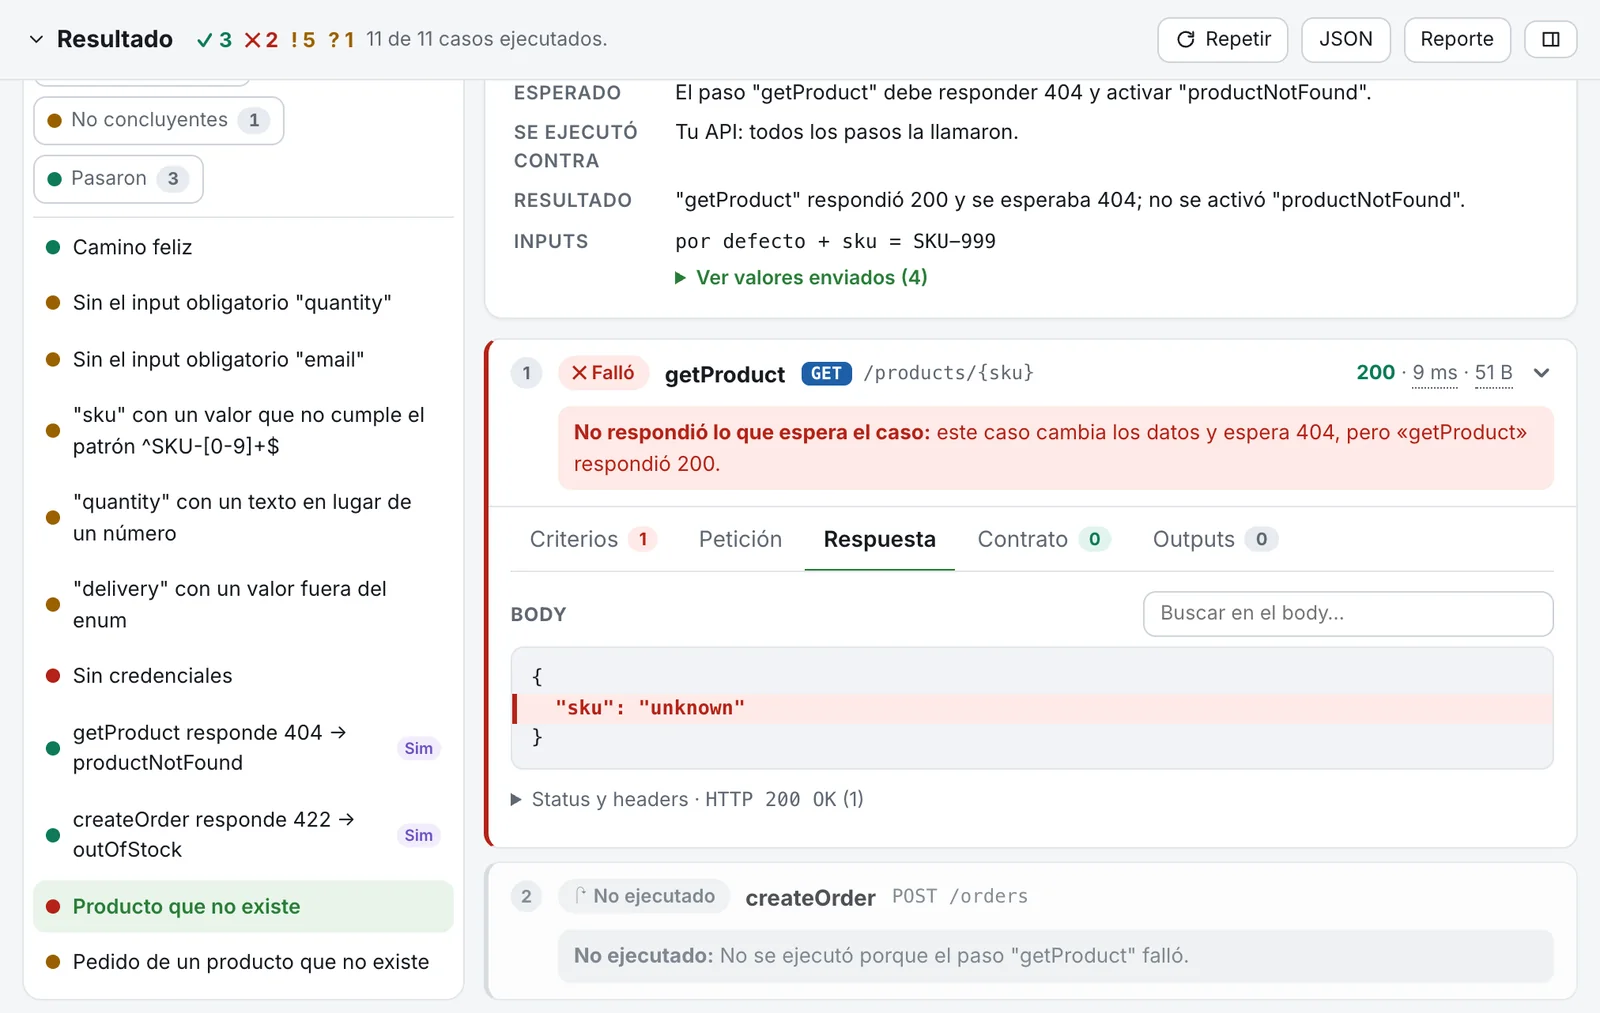 Resultado ✓ 3 ✕ 2 ! 5 ? 1 11 de 11 casos ejecutados.
Repetir
JSON
Reporte
No concluyentes 1
Pasaron 3
Camino feliz
Sin el input obligatorio "quantity"
Sin el input obligatorio "email"
"sku" con un valor que no cumple el
patrón ^SKU-[0-9]+$
"quantity" con un texto en lugar de
un número
"delivery" con un valor fuera del
enum
Sin credenciales
getProduct responde 404 →
productNotFound
Sim
createOrder responde 422 →
outOfStock
Sim
Producto que no existe
Pedido de un producto que no existe
ESPERADO El paso "getProduct" debe responder 404 y activar "productNotFound".
SE EJECUTÓ
CONTRA
Tu API: todos los pasos la llamaron.
RESULTADO "getProduct" respondió 200 y se esperaba 404; no se activó "productNotFound".
INPUTS por defecto + sku = SKU-999
Ver valores enviados (4)
1 ✕ Falló getProduct GET /products/{sku} 200 · 9 ms · 51 B
No respondió lo que espera el caso: este caso cambia los datos y espera 404, pero «getProduct»
respondió 200.
Criterios 1 Petición Respuesta Contrato 0 Outputs 0
BODY
Buscar en el body...
{
"sku": "unknown"
}
Status y headers · HTTP 200 OK (1)
2 No ejecutado createOrder POST /orders
No ejecutado: No se ejecutó porque el paso "getProduct" falló.